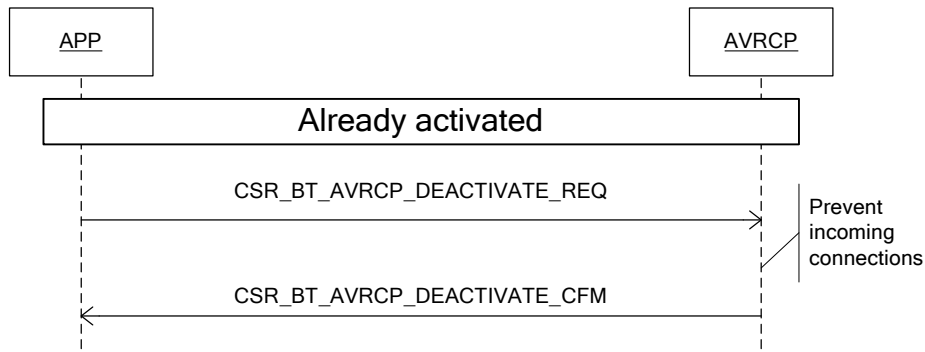 APP
AVRCP
Already activated
CSR_BT_AVRCP_DEACTIVATE_REQ
Prevent
incoming
connections
CSR_BT_AVRCP_DEACTIVATE_CFM